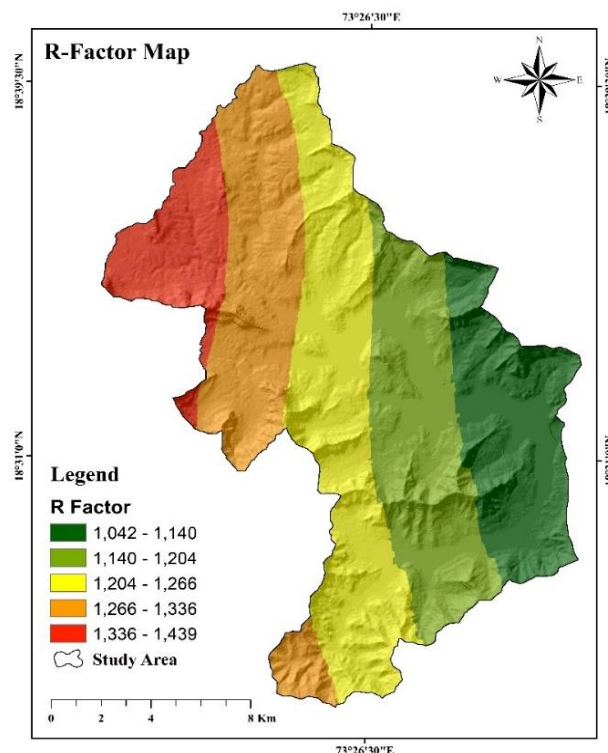 73°26'30"E
R-Factor Map
N
W E
S
18°39'30"N
18°31'0"N
Legend
R Factor
1,042 - 1,140
1,140 - 1,204
1,204 - 1,266
1,266 - 1,336
1,336 - 1,439
Study Area
0 2 4 8 Km
73°26'30"E